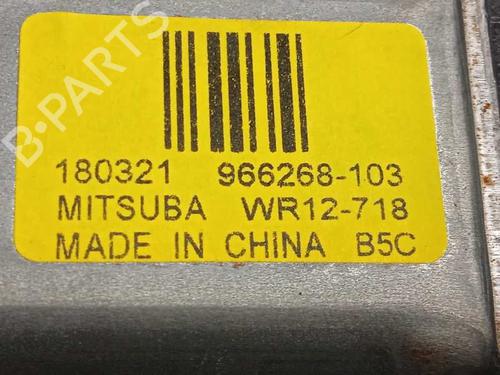 180321 966268-103
MITSUBA WR12-718
MADE IN CHINA B5C
B-PARTS